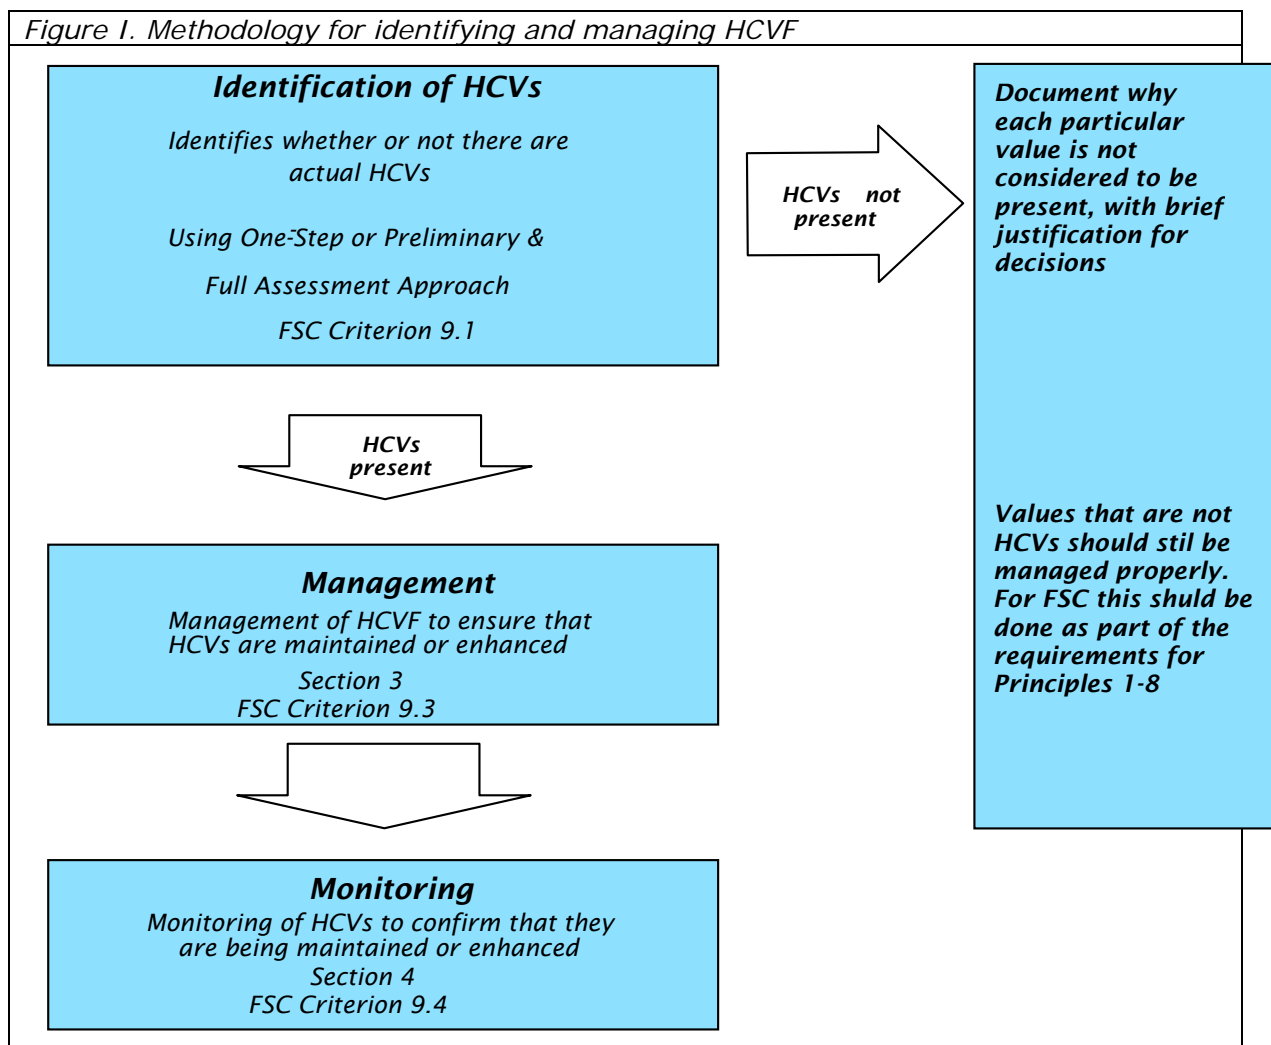 Figure I. Methodology for identifying and managing HCVF
Identification of HCVs
Identifies whether or not there are
actual HCVs
Using One-Step or Preliminary &
Full Assessment Approach
FSC Criterion 9.1
HCVs not
present
Document why
each particular
value is not
considered to be
present, with brief
justification for
decisions
Values that are not
HCVs should stil be
managed properly.
For FSC this shuld be
done as part of the
requirements for
Principles 1-8
HCVs
present
Management
Management of HCVF to ensure that
HCVs are maintained or enhanced
Section 3
FSC Criterion 9.3
Monitoring
Monitoring of HCVs to confirm that they
are being maintained or enhanced
Section 4
FSC Criterion 9.4